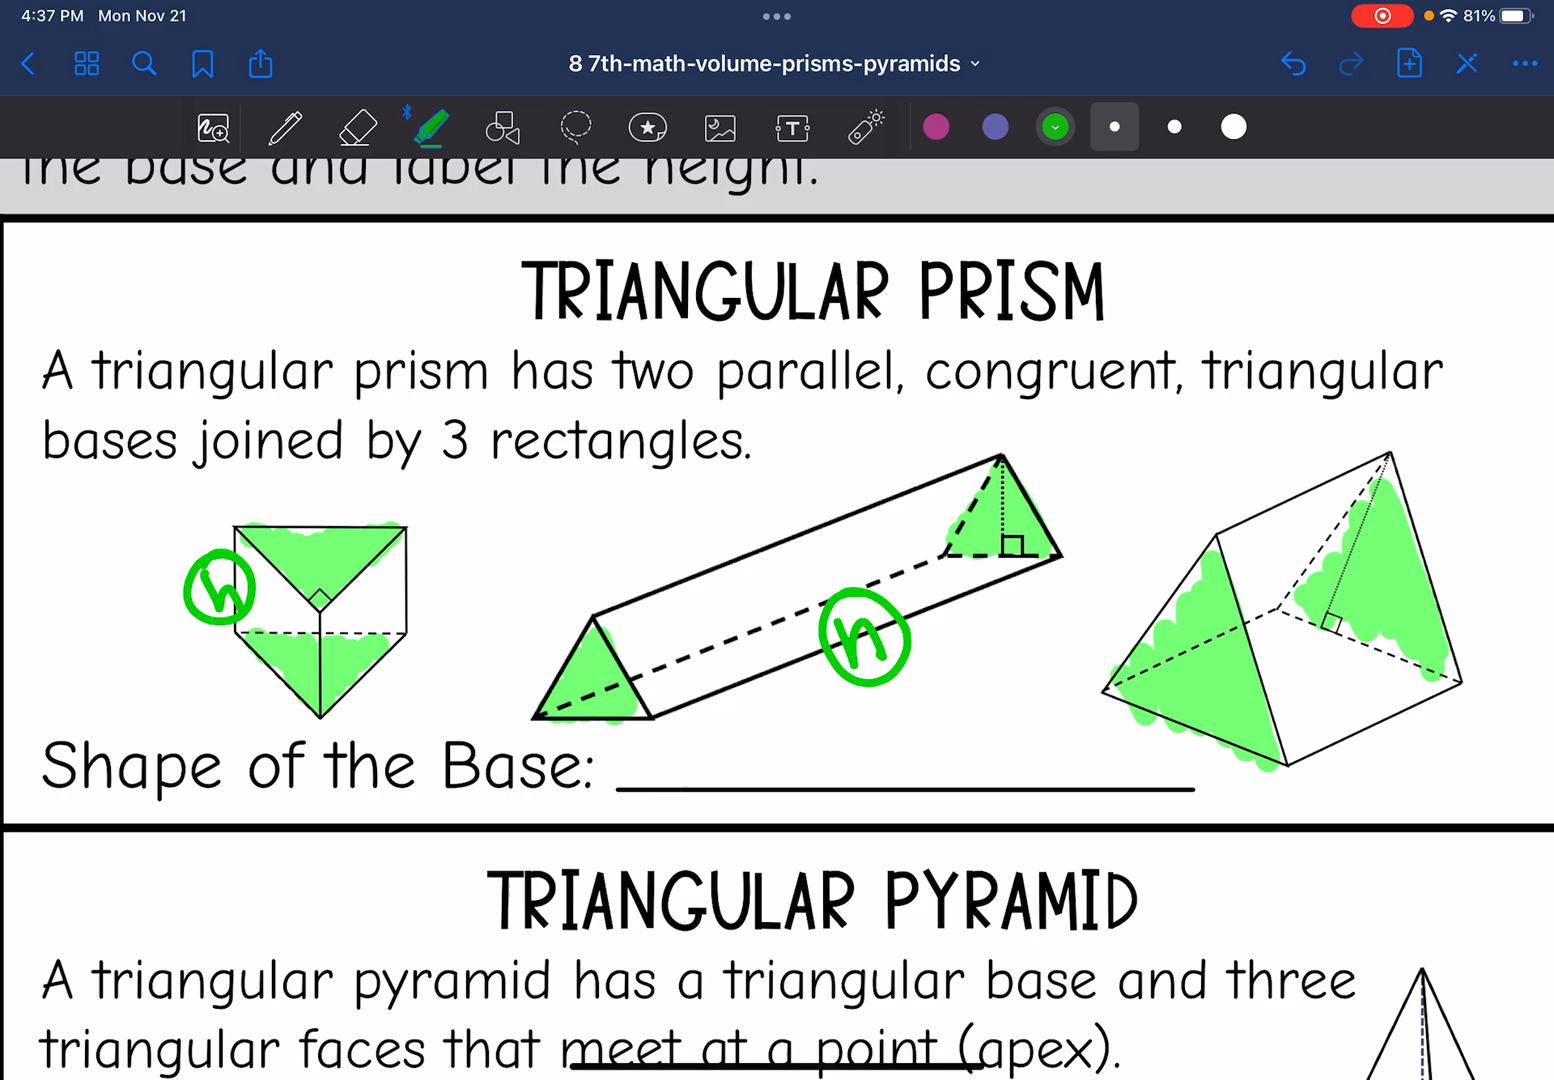 4:37 PM Mon Nov 21
81%
8 7th-math-volume-prisms-pyramids
T
the base and label the height.
TRIANGULAR PRISM
A triangular prism has two parallel, congruent, triangular
bases joined by 3 rectangles.
h
h
Shape of the Base:
TRIANGULAR PYRAMID
A triangular pyramid has a triangular base and three
triangular faces that meet at a point (apex).